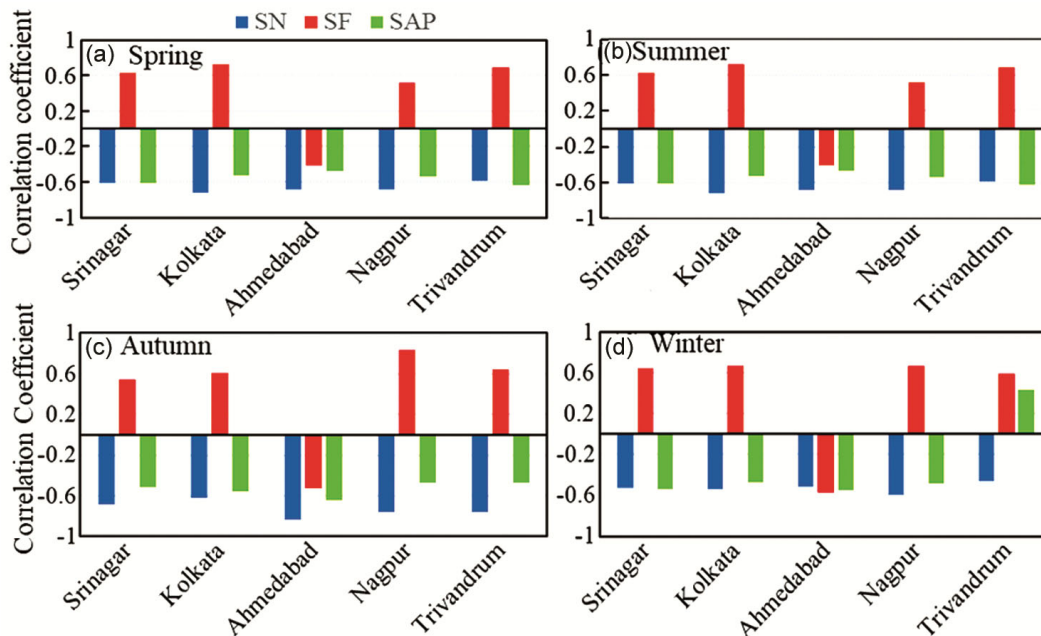 SN SF SAP
(a) Spring
Correlation coefficient
1
0.6
0.2
-0.2
-0.6
-1
Srinagar
Kolkata
Ahmedabad
Nagpur
Trivandrum
(b) Summer
1
0.6
0.2
-0.2
-0.6
-1
Srinagar
Kolkata
Ahmedabad
Nagpur
Trivandrum
(c) Autumn
Correlation Coefficient
1
0.6
0.2
-0.2
-0.6
-1
Srinagar
Kolkata
Ahmedabad
Nagpur
Trivandrum
(d) Winter
1
0.6
0.2
-0.2
-0.6
-1
Srinagar
Kolkata
Ahmedabad
Nagpur
Trivandrum